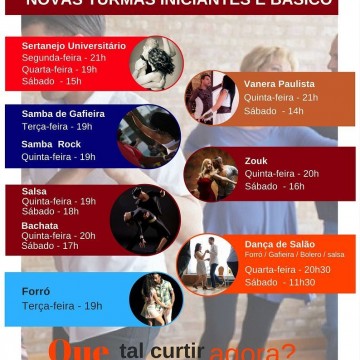 NOVAS TURMAS INICIANTES E BÁSICO
Sertanejo Universitário
Segunda-feira - 21h
Quarta-feira - 19h
Sábado - 15h
Vanera Paulista
Quinta-feira - 21h
Sábado - 14h
Samba de Gafieira
Terça-feira - 19h
Samba Rock
Quinta-feira - 19h
Zouk
Quinta-feira - 20h
Sábado - 16h
Salsa
Quinta-feira - 19h
Sábado - 18h
Bachata
Quinta-feira - 20h
Sábado - 17h
Dança de Salão
Forró / Gafieira / Bolero / salsa
Quarta-feira - 20h30
Sábado - 11h30
Forró
Terça-feira - 19h
Que tal curtir agora?